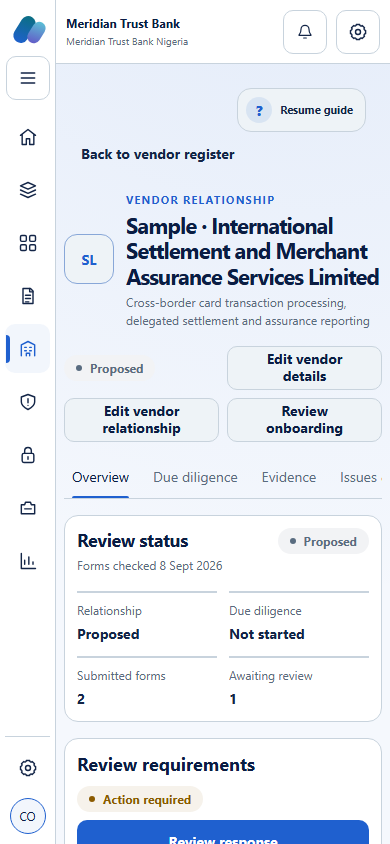 Meridian Trust Bank
Meridian Trust Bank Nigeria
? Resume guide
Back to vendor register
VENDOR RELATIONSHIP
SL
Sample · International
Settlement and Merchant
Assurance Services Limited
Cross-border card transaction processing,
delegated settlement and assurance reporting
Proposed
Edit vendor
details
Edit vendor
relationship
Review
onboarding
Overview Due diligence Evidence Issues
Review status
Proposed
Forms checked 8 Sept 2026
Relationship
Proposed
Due diligence
Not started
Submitted forms
2
Awaiting review
1
Review requirements
Action required
Review response
CO